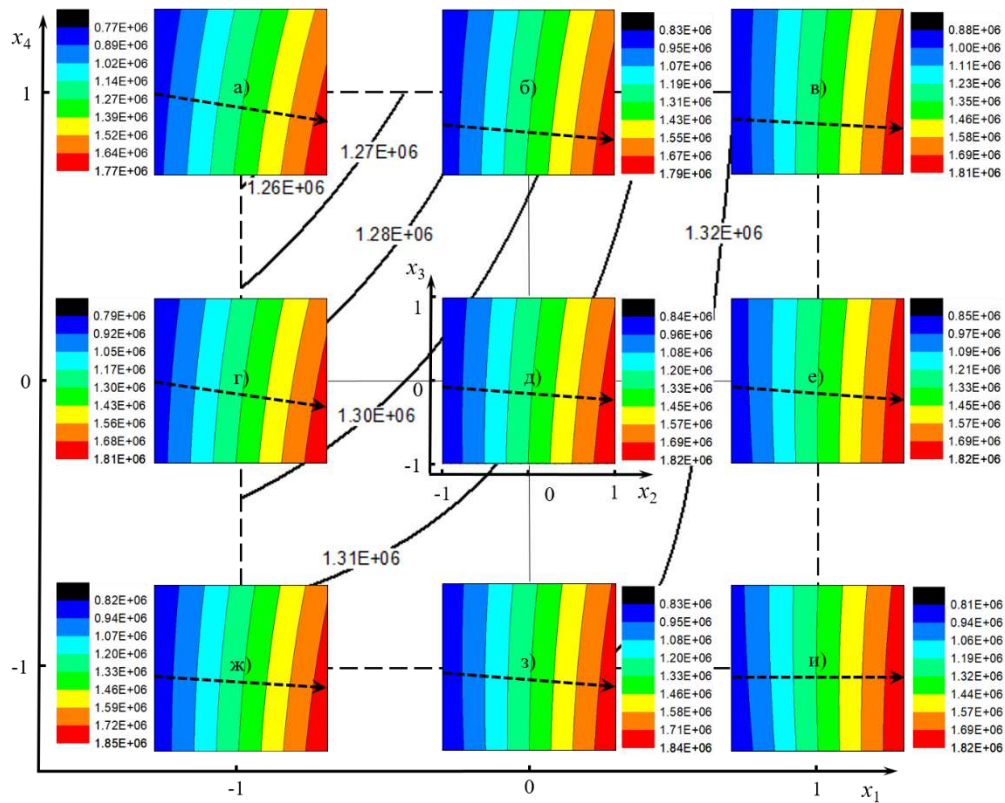 x4
1
0
-1
0.77E+06
0.89E+06
1.02E+06
1.14E+06
1.27E+06
1.39E+06
1.52E+06
1.64E+06
1.77E+06
а)
0.83E+06
0.95E+06
1.07E+06
1.19E+06
1.31E+06
1.43E+06
1.55E+06
1.67E+06
1.79E+06
б)
0.88E+06
1.00E+06
1.11E+06
1.23E+06
1.35E+06
1.46E+06
1.58E+06
1.69E+06
1.81E+06
в)
1.26E+06
1.27E+06
1.28E+06
1.32E+06
1.30E+06
1.31E+06
0.79E+06
0.92E+06
1.05E+06
1.17E+06
1.30E+06
1.43E+06
1.56E+06
1.68E+06
1.81E+06
г)
x3
1
0
-1
-1
0
1
x2
0.84E+06
0.96E+06
1.08E+06
1.20E+06
1.33E+06
1.45E+06
1.57E+06
1.69E+06
1.82E+06
д)
0.85E+06
0.97E+06
1.09E+06
1.21E+06
1.33E+06
1.45E+06
1.57E+06
1.69E+06
1.82E+06
е)
0.82E+06
0.94E+06
1.07E+06
1.20E+06
1.33E+06
1.46E+06
1.59E+06
1.72E+06
1.85E+06
ж)
0.83E+06
0.95E+06
1.08E+06
1.20E+06
1.32E+06
1.46E+06
1.58E+06
1.71E+06
1.84E+06
з)
0.81E+06
0.94E+06
1.06E+06
1.19E+06
1.31E+06
1.44E+06
1.57E+06
1.69E+06
1.82E+06
и)
-1
0
1
x1